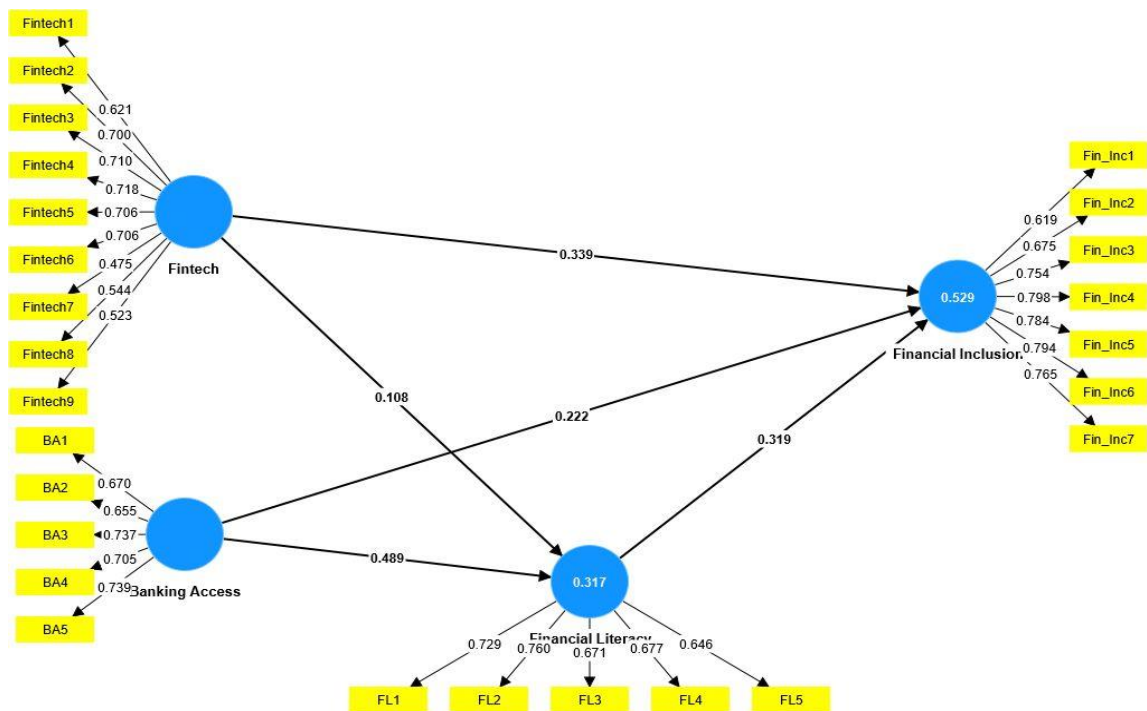 Fintech1
Fintech2
Fintech3
Fintech4
Fintech5
Fintech6
Fintech7
Fintech8
Fintech9
0.621
0.700
0.710
0.718
0.706
0.706
0.475
0.544
0.523
Fintech
0.339
0.108
BA1
BA2
BA3
BA4
BA5
0.670
0.655
0.737
0.705
0.739
Banking Access
0.222
0.489
0.317
Financial Literacy
0.319
0.729
0.760
0.671
0.677
0.646
FL1
FL2
FL3
FL4
FL5
0.529
Financial Inclusion
0.619
0.675
0.754
0.798
0.784
0.794
0.765
Fin_Inc1
Fin_Inc2
Fin_Inc3
Fin_Inc4
Fin_Inc5
Fin_Inc6
Fin_Inc7